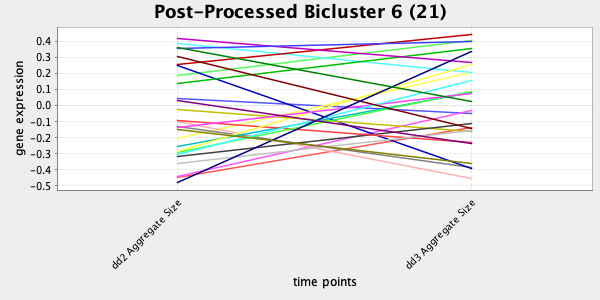 Post-Processed Bicluster 6 (21)
gene expression
0.4
0.3
0.2
0.1
0.0
-0.1
-0.2
-0.3
-0.4
-0.5
dd2 Aggregate Size
dd3 Aggregate Size
time points